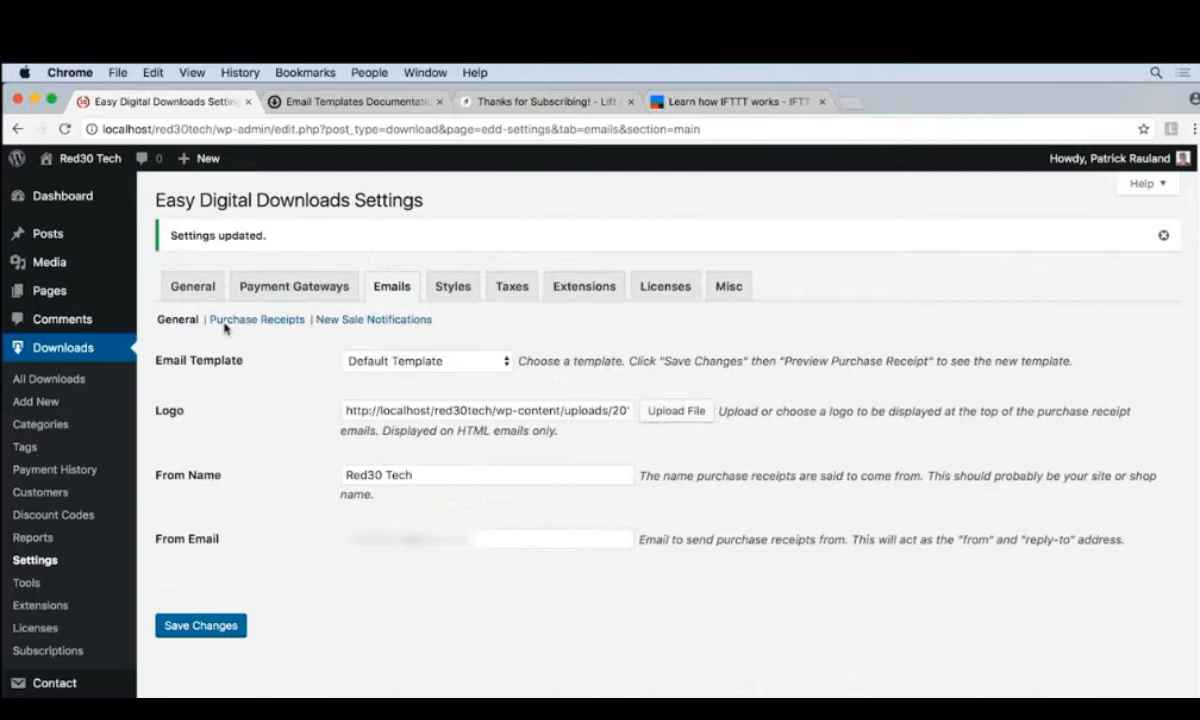 Chrome File Edit View History Bookmarks People Window Help
Easy Digital Downloads Settin
Email Templates Documentati
Thanks for Subscribing! - Lift
Learn how IFTTT works - IFTT
localhost/red30tech/wp-admin/edit.php?post_type=download&page=edd-settings&tab=emails&section=main
Red30 Tech 0 + New Howdy, Patrick Rauland
Help
Dashboard
Posts
Media
Pages
Comments
Downloads
All Downloads
Add New
Categories
Tags
Payment History
Customers
Discount Codes
Reports
Settings
Tools
Extensions
Licenses
Subscriptions
Contact
Easy Digital Downloads Settings
Settings updated.
General Payment Gateways Emails Styles Taxes Extensions Licenses Misc
General | Purchase Receipts | New Sale Notifications
Email Template Default Template Choose a template. Click "Save Changes" then "Preview Purchase Receipt" to see the new template.
Logo http://localhost/red30tech/wp-content/uploads/20 Upload File Upload or choose a logo to be displayed at the top of the purchase receipt
emails. Displayed on HTML emails only.
From Name Red30 Tech The name purchase receipts are said to come from. This should probably be your site or shop
name.
From Email Email to send purchase receipts from. This will act as the "from" and "reply-to" address.
Save Changes